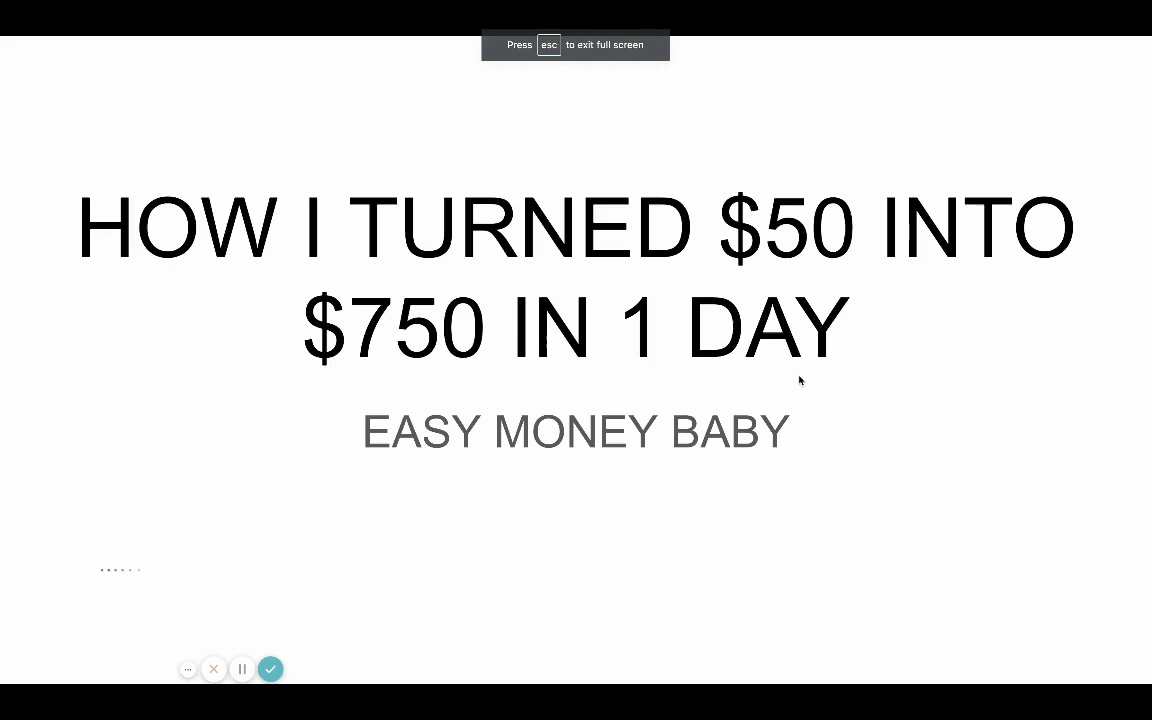 Press esc to exit full screen
HOW I TURNED $50 INTO
$750 IN 1 DAY
EASY MONEY BABY